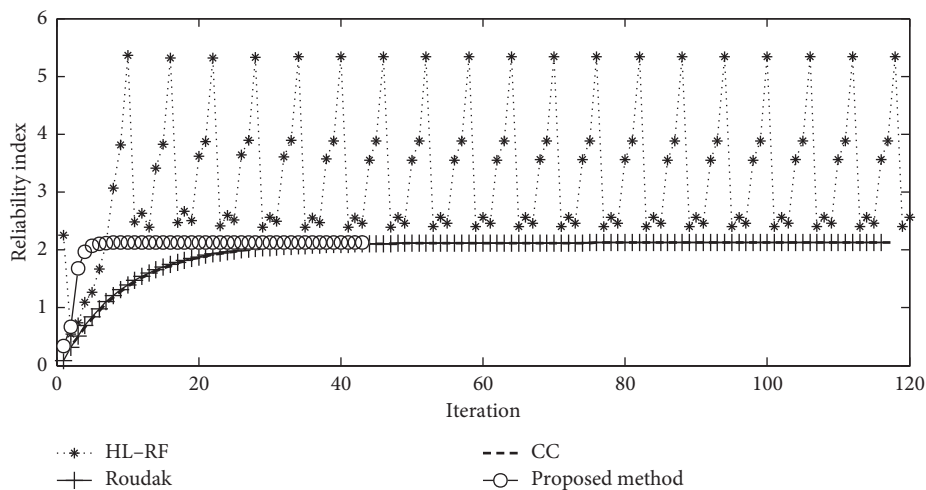 6
5
4
3
2
1
0
Reliability index
0
20
40
60
80
100
120
Iteration
HL–RF
Roudak
CC
Proposed method